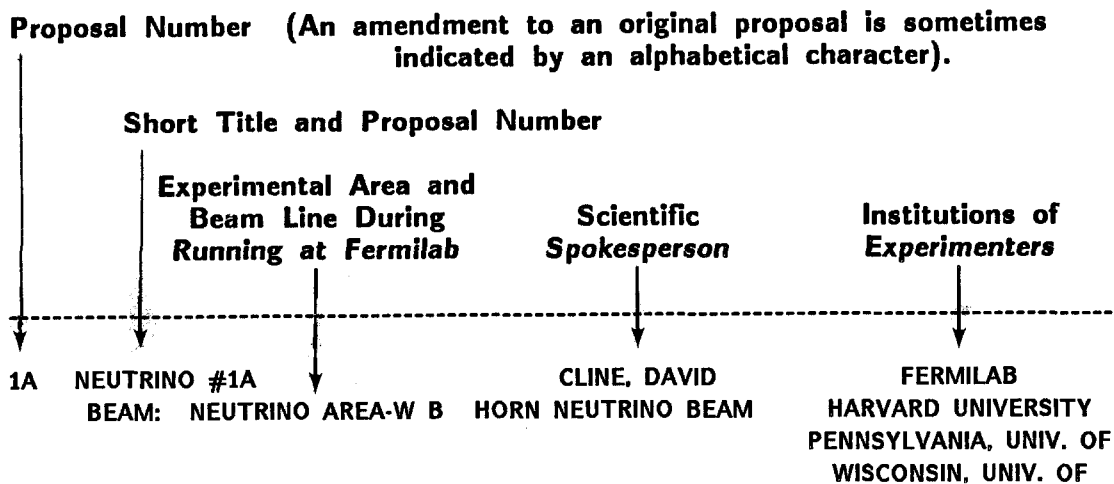 Proposal Number (An amendment to an original proposal is sometimes
indicated by an alphabetical character).
Short Title and Proposal Number
Experimental Area and
Beam Line During
Running at Fermilab
Scientific
Spokesperson
Institutions of
Experimenters
1A NEUTRINO #1A CLINE, DAVID FERMILAB
BEAM: NEUTRINO AREA-W B HORN NEUTRINO BEAM HARVARD UNIVERSITY
PENNSYLVANIA, UNIV. OF
WISCONSIN, UNIV. OF